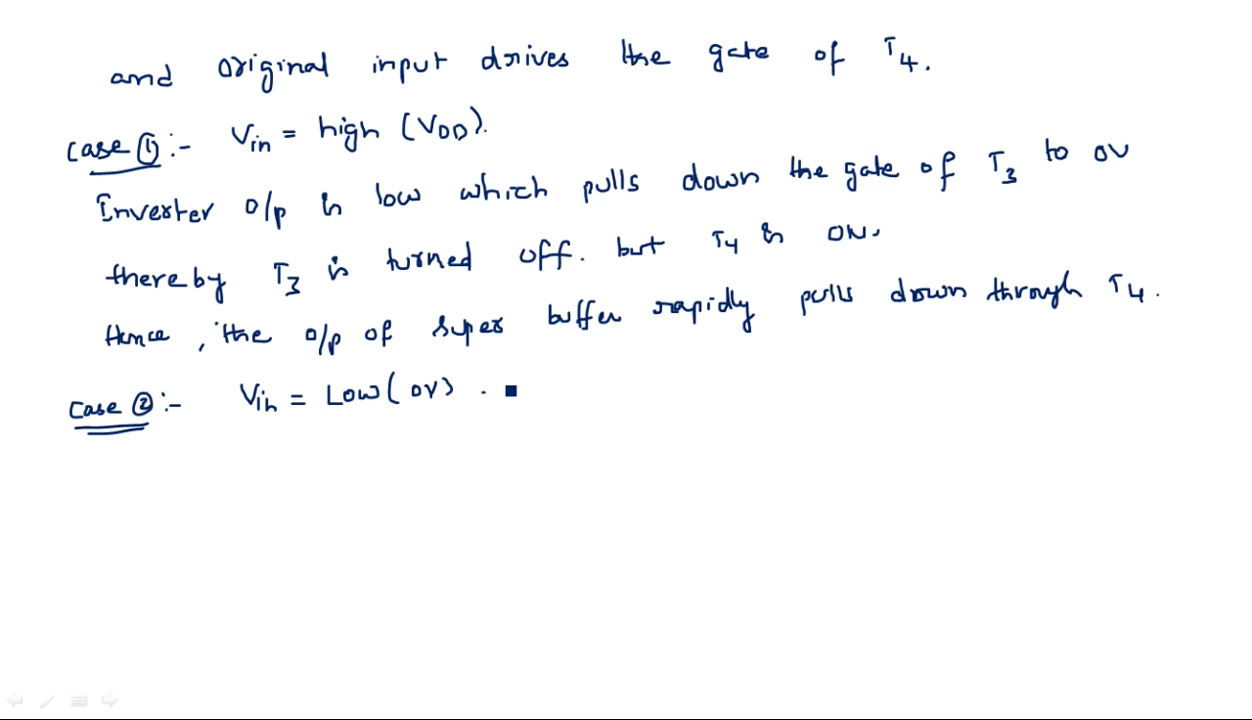 and original input drives the gate of T4.
Case ① :- Vin = high (VDD).
Inverter o/p is low which pulls down the gate of T3 to 0V
thereby T3 is turned off. but T4 is ON.
Hence, the o/p of super buffer rapidly pulls down through T4.
Case ② :- Vin = Low (0V) .